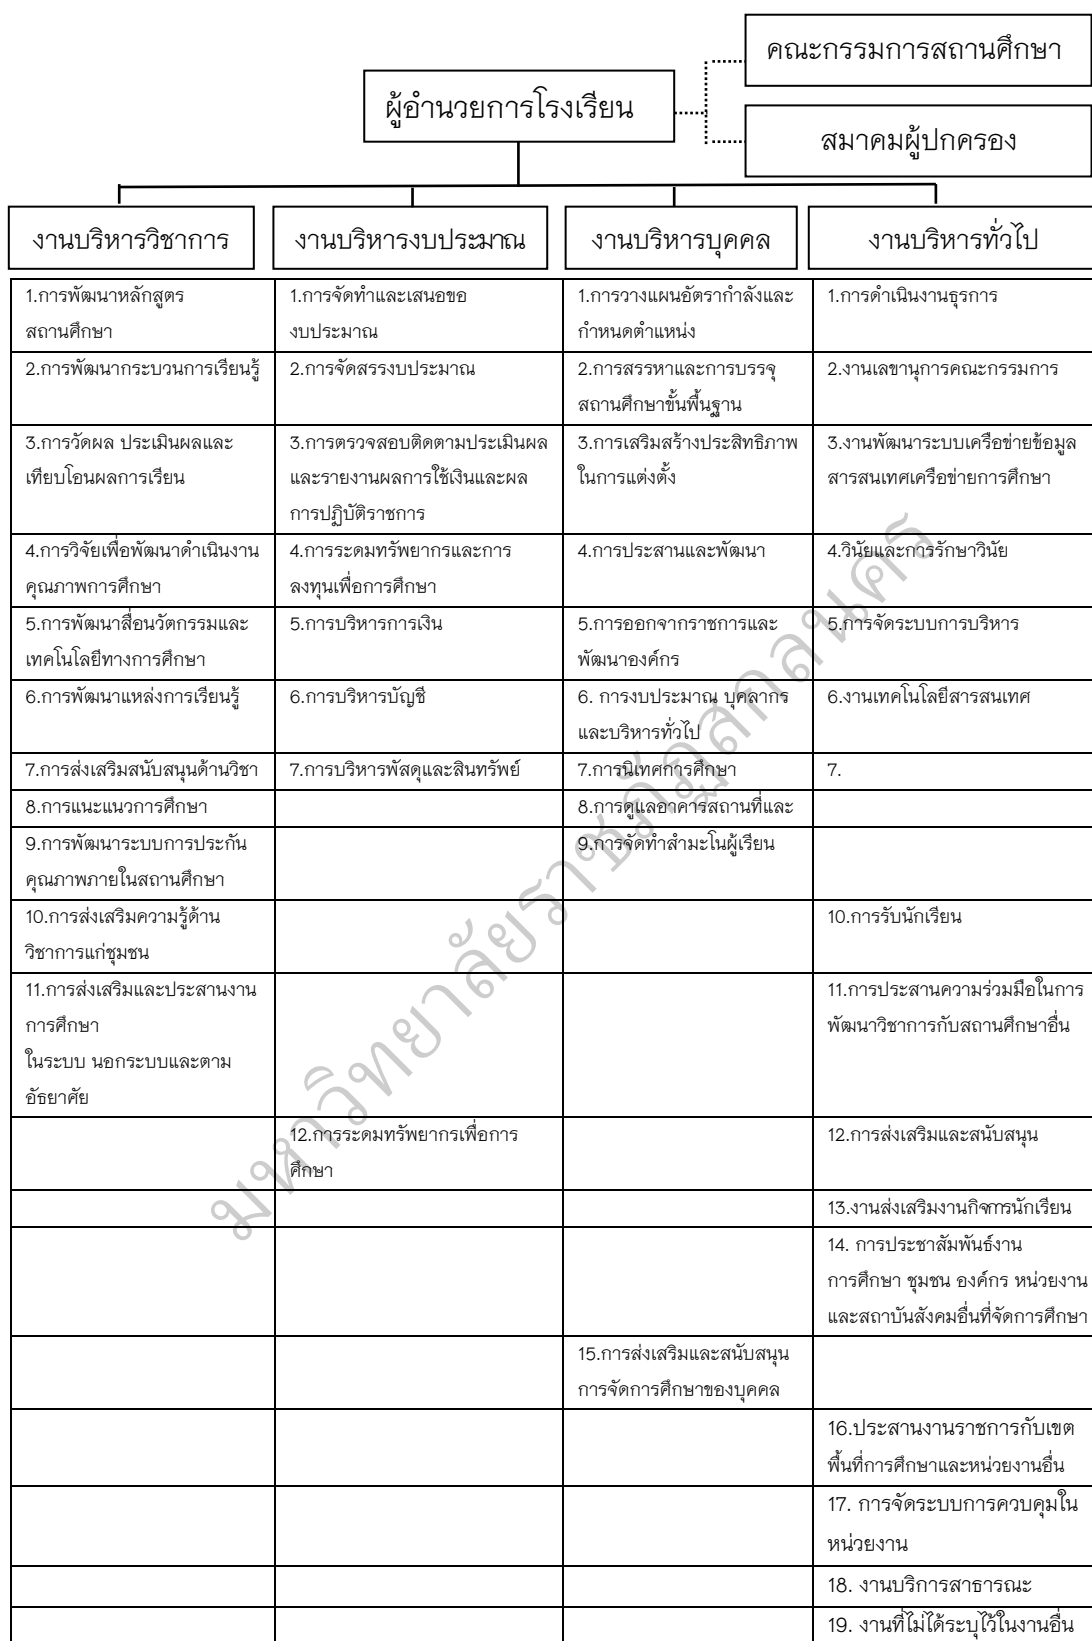 คณะกรรมการสถานศึกษา
ผู้อำนวยการโรงเรียน
สมาคมผู้ปกครอง
งานบริหารวิชาการ งานบริหารงบประมาณ งานบริหารบุคคล งานบริหารทั่วไป
1.การพัฒนาหลักสูตร 1.การจัดทำและเสนอขอ 1.การวางแผนอัตรากำลังและ 1.การดำเนินงานธุรการ
สถานศึกษา งบประมาณ กำหนดตำแหน่ง
2.การพัฒนากระบวนการเรียนรู้ 2.การจัดสรรงบประมาณ 2.การสรรหาและการบรรจุ 2.งานเลขานุการคณะกรรมการ
สถานศึกษาขั้นพื้นฐาน
3.การวัดผล ประเมินผลและ 3.การตรวจสอบติดตามประเมินผล 3.การเสริมสร้างประสิทธิภาพ 3.งานพัฒนาระบบเครือข่ายข้อมูล
เทียบโอนผลการเรียน และรายงานผลการใช้เงินและผล ในการแต่งตั้ง สารสนเทศเครือข่ายการศึกษา
การปฏิบัติราชการ
4.การวิจัยเพื่อพัฒนาดำเนินงาน 4.การระดมทรัพยากรและการ 4.การประสานและพัฒนา 4.วินัยและการรักษาวินัย
คุณภาพการศึกษา ลงทุนเพื่อการศึกษา
5.การพัฒนาสื่อนวัตกรรมและ 5.การบริหารการเงิน 5.การออกจากราชการและ 5.การจัดระบบการบริหาร
เทคโนโลยีทางการศึกษา พัฒนาองค์กร
6.การพัฒนาแหล่งการเรียนรู้ 6.การบริหารบัญชี 6. การงบประมาณ บุคลากร 6.งานเทคโนโลยีสารสนเทศ
และบริหารทั่วไป
7.การส่งเสริมสนับสนุนด้านวิชา 7.การบริหารพัสดุและสินทรัพย์ 7.การนิเทศการศึกษา 7.
8.การแนะแนวการศึกษา 8.การดูแลอาคารสถานที่และ
9.การพัฒนาระบบการประกัน 9.การจัดทำสำมะโนผู้เรียน
คุณภาพภายในสถานศึกษา
10.การส่งเสริมความรู้ด้าน 10.การรับนักเรียน
วิชาการแก่ชุมชน
11.การส่งเสริมและประสานงาน 11.การประสานความร่วมมือในการ
การศึกษา พัฒนาวิชาการกับสถานศึกษาอื่น
ในระบบ นอกระบบและตาม
อัธยาศัย
12.การระดมทรัพยากรเพื่อการ 12.การส่งเสริมและสนับสนุน
ศึกษา
13.งานส่งเสริมงานกิจการนักเรียน
14. การประชาสัมพันธ์งาน
การศึกษา ชุมชน องค์กร หน่วยงาน
และสถาบันสังคมอื่นที่จัดการศึกษา
15.การส่งเสริมและสนับสนุน
การจัดการศึกษาของบุคคล
16.ประสานงานราชการกับเขต
พื้นที่การศึกษาและหน่วยงานอื่น
17. การจัดระบบการควบคุมใน
หน่วยงาน
18. งานบริการสาธารณะ
19. งานที่ไม่ได้ระบุไว้ในงานอื่น
มหาวิทยาลัยราชภัฏสกลนคร